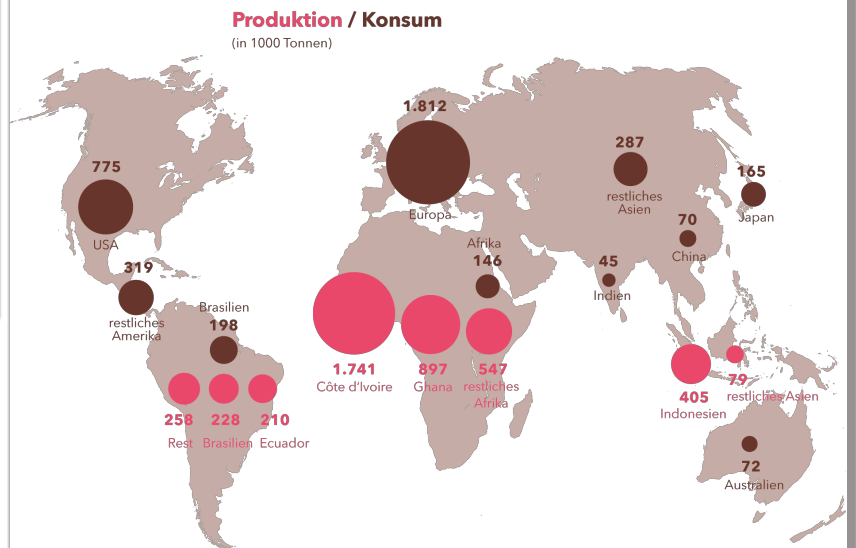 Produktion / Konsum
(in 1000 Tonnen)
1.812
Europa
775
USA
287
restliches
Asien
165
Japan
70
China
Afrika
146
45
Indien
319
restliches
Amerika
Brasilien
198
1.741
Côte d'Ivoire
897
Ghana
547
restliches
Afrika
258
Rest
228
Brasilien
210
Ecuador
405
Indonesien
79
restliches Asien
72
Australien